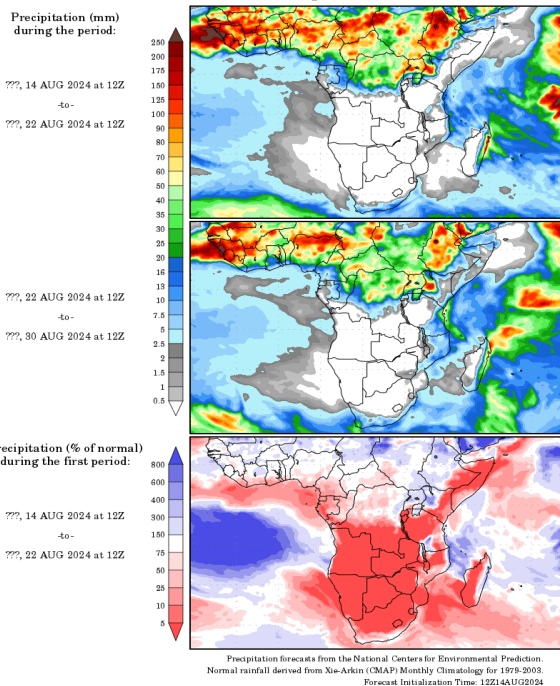 Precipitation (mm)
during the period:
???, 14 AUG 2024 at 12Z
-to-
???, 22 AUG 2024 at 12Z
250
200
175
150
125
100
90
80
70
60
50
40
35
30
25
20
16
13
10
7.5
5
2.5
2
1.5
1
0.5
???, 22 AUG 2024 at 12Z
-to-
???, 30 AUG 2024 at 12Z
recipitation (% of normal)
during the first period:
???, 14 AUG 2024 at 12Z
-to-
???, 22 AUG 2024 at 12Z
800
600
400
300
150
75
50
25
10
5
Precipitation forecasts from the National Centers for Environmental Prediction.
Normal rainfall derived from Xie-Arkin (CMAP) Monthly Climatology for 1979-2003.
Forecast Initialization Time: 12Z14AUG2024